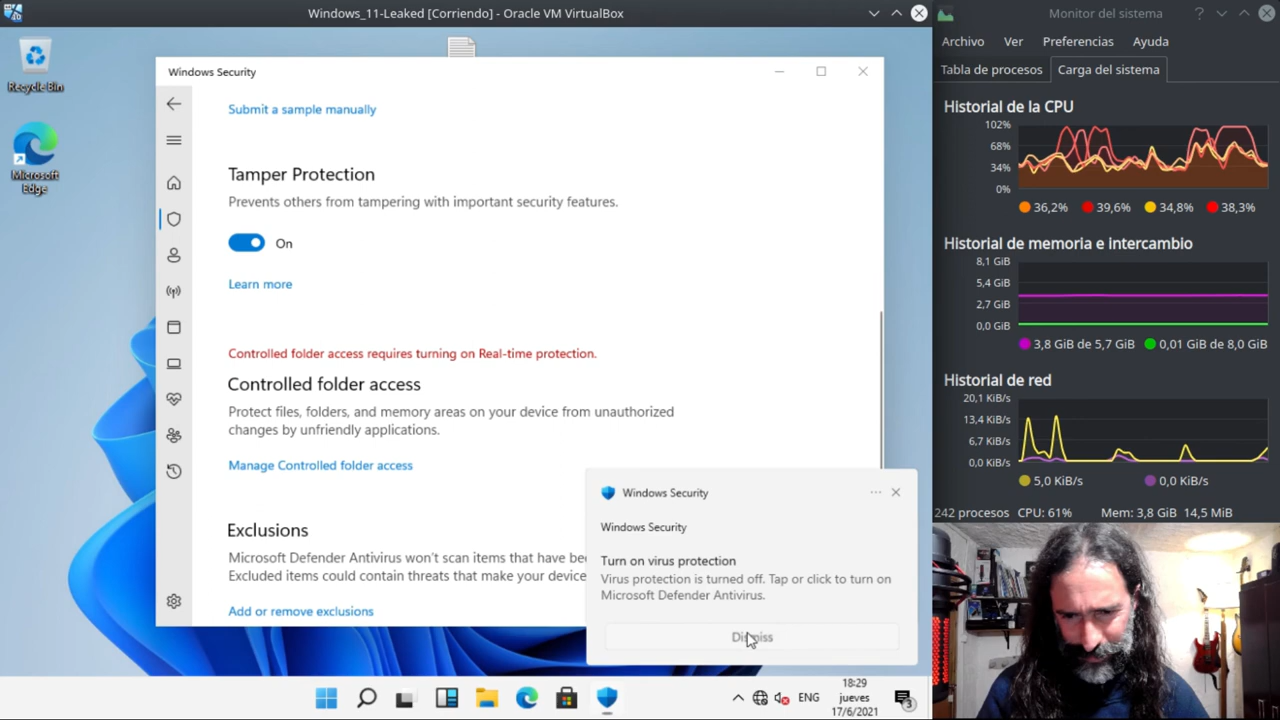 Windows_11-Leaked [Corriendo] - Oracle VM VirtualBox
Recycle Bin
Microsoft
Edge
Windows Security
Submit a sample manually
Tamper Protection
Prevents others from tampering with important security features.
On
Learn more
Controlled folder access requires turning on Real-time protection.
Controlled folder access
Protect files, folders, and memory areas on your device from unauthorized
changes by unfriendly applications.
Manage Controlled folder access
Exclusions
Microsoft Defender Antivirus won't scan items that have be
Excluded items could contain threats that make your device
Add or remove exclusions
Windows Security
Windows Security
Turn on virus protection
Virus protection is turned off. Tap or click to turn on
Microsoft Defender Antivirus.
Dismiss
ENG
18:29
jueves
17/6/2021
3
Monitor del sistema
Archivo Ver Preferencias Ayuda
Tabla de procesos Carga del sistema
Historial de la CPU
102%
68%
34%
0%
36,2% 39,6% 34,8% 38,3%
Historial de memoria e intercambio
8,1 GiB
5,4 GiB
2,7 GiB
0,0 GiB
3,8 GiB de 5,7 GiB 0,01 GiB de 8,0 GiB
Historial de red
20,1 KiB/s
13,4 KiB/s
6,7 KiB/s
0,0 KiB/s
5,0 KiB/s 0,0 KiB/s
242 procesos CPU: 61% Mem: 3,8 GiB 14,5 MiB